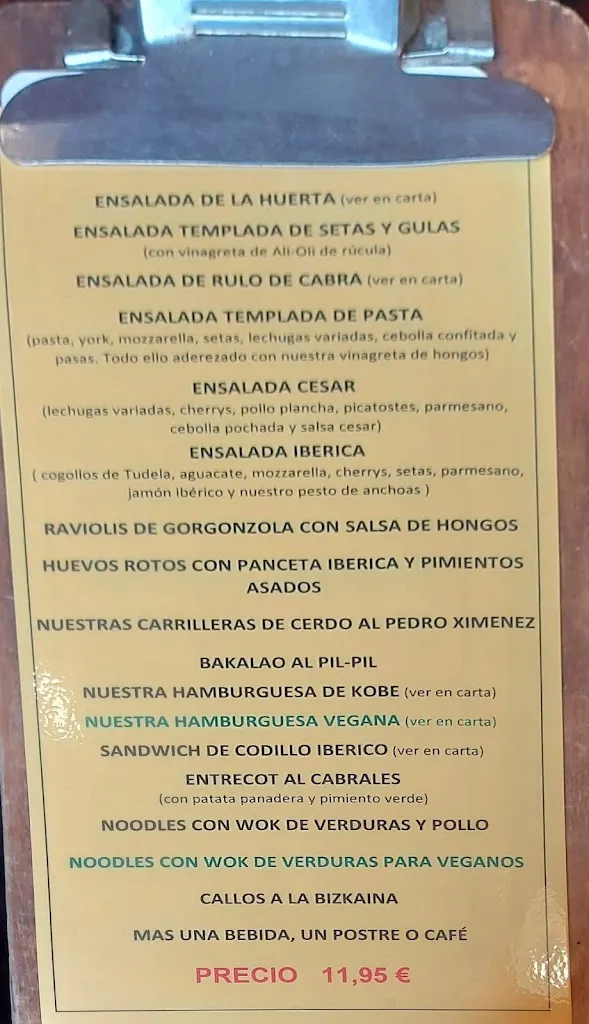 ENSALADA DE LA HUERTA (ver en carta)
ENSALADA TEMPLADA DE SETAS Y GULAS
(con vinagreta de Ali-Oli de rúcula)
ENSALADA DE RULO DE CABRA (ver en carta)
ENSALADA TEMPLADA DE PASTA
(pasta, york, mozzarella, setas, lechugas variadas, cebolla confitada y
pasas. Todo ello aderezado con nuestra vinagreta de hongos)
ENSALADA CESAR
(lechugas variadas, cherrys, pollo plancha, picatostes, parmesano,
cebolla pochada y salsa cesar)
ENSALADA IBERICA
( cogollos de Tudela, aguacate, mozzarella, cherrys, setas, parmesano,
jamón ibérico y nuestro pesto de anchoas )
RAVIOLIS DE GORGONZOLA CON SALSA DE HONGOS
HUEVOS ROTOS CON PANCETA IBERICA Y PIMIENTOS
ASADOS
NUESTRAS CARRILLERAS DE CERDO AL PEDRO XIMENEZ
BAKALAO AL PIL-PIL
NUESTRA HAMBURGUESA DE KOBE (ver en carta)
NUESTRA HAMBURGUESA VEGANA (ver en carta)
SANDWICH DE CODILLO IBERICO (ver en carta)
ENTRECOT AL CABRALES
(con patata panadera y pimiento verde)
NOODLES CON WOK DE VERDURAS Y POLLO
NOODLES CON WOK DE VERDURAS PARA VEGANOS
CALLOS A LA BIZKAINA
MAS UNA BEBIDA, UN POSTRE O CAFÉ
PRECIO 11,95 €